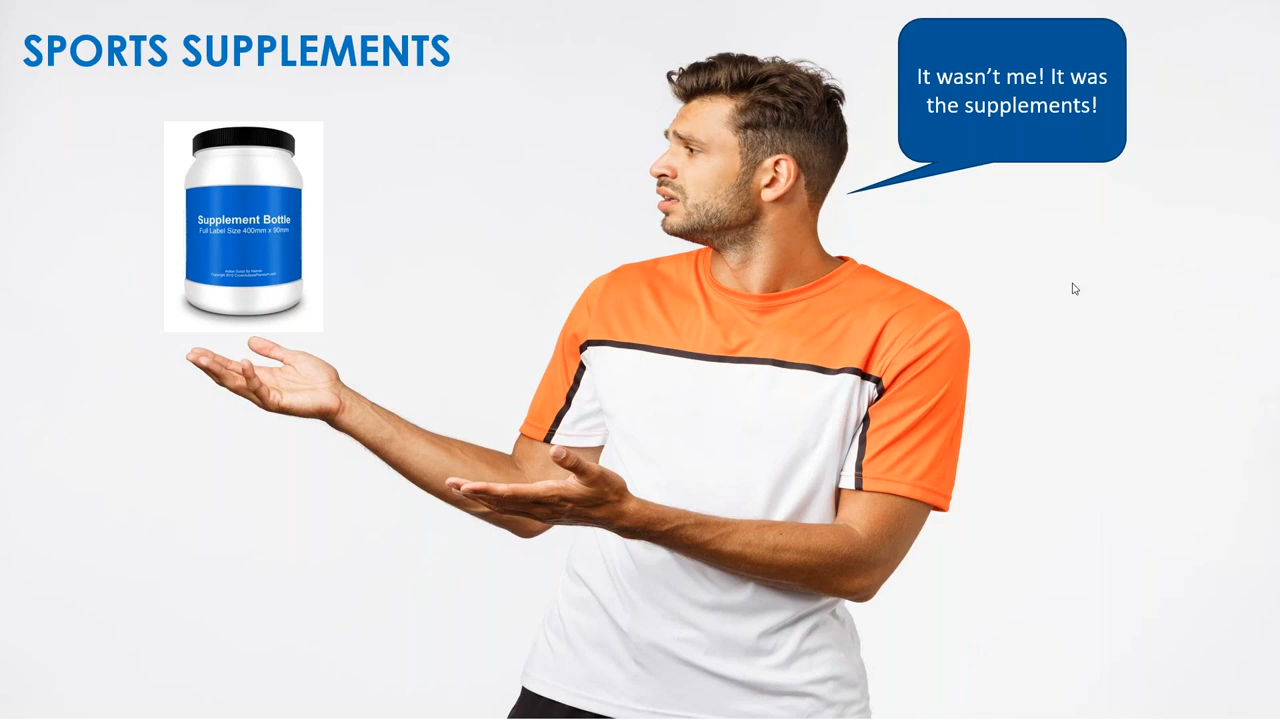 SPORTS SUPPLEMENTS
It wasn't me! It was
the supplements!
Supplement Bottle
Full Label Size 400mm x 90mm